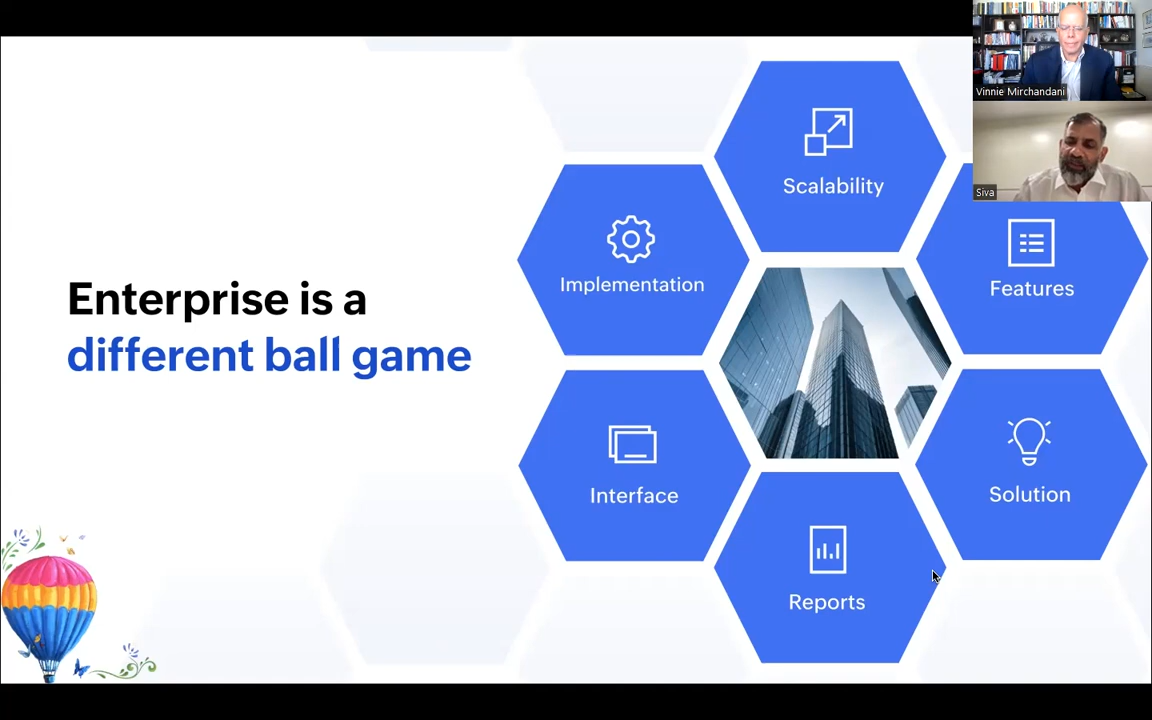 Enterprise is a
different ball game
Scalability
Implementation
Features
Interface
Solution
Reports
Vinnie Mirchandani
Siva